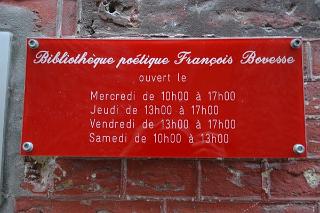 Bibliothèque poétique François Bovesse
ouvert le
Mercredi de 10h00 à 17h00
Jeudi de 13h00 à 17h00
Vendredi de 13h00 à 17h00
Samedi de 10h00 à 13h00